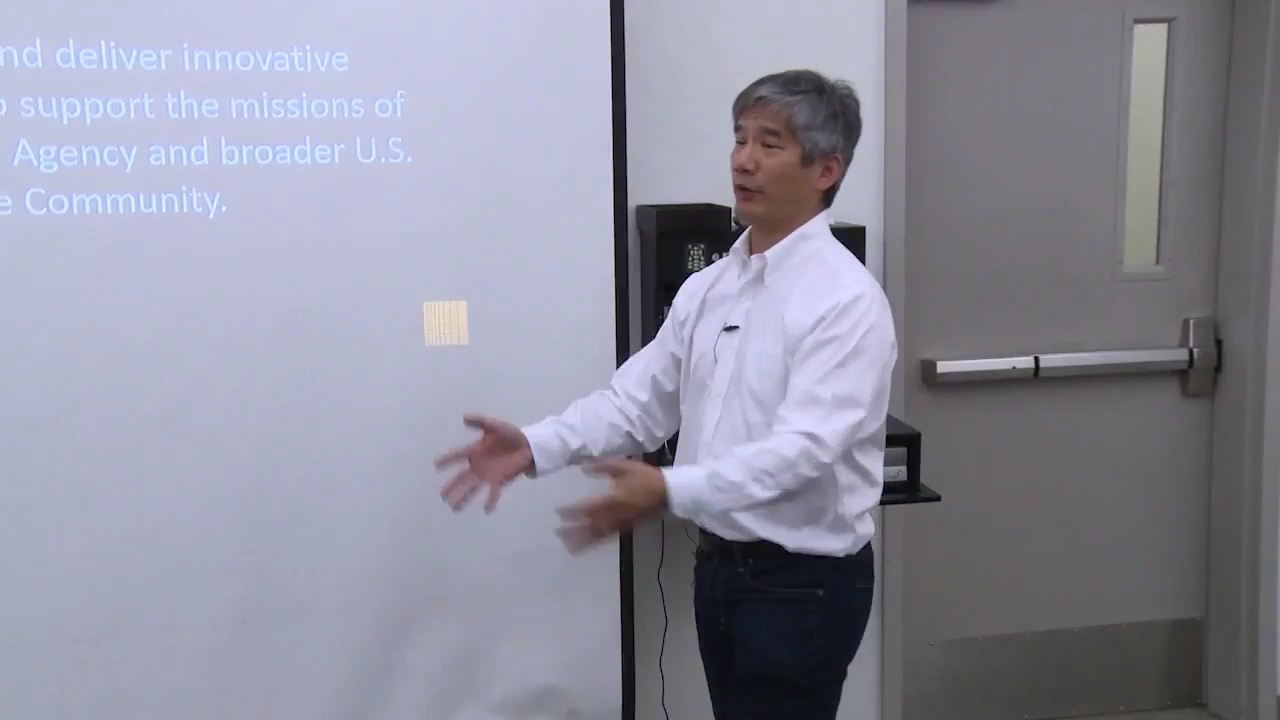 nd deliver innovative
support the missions of
Agency and broader U.S.
e Community.